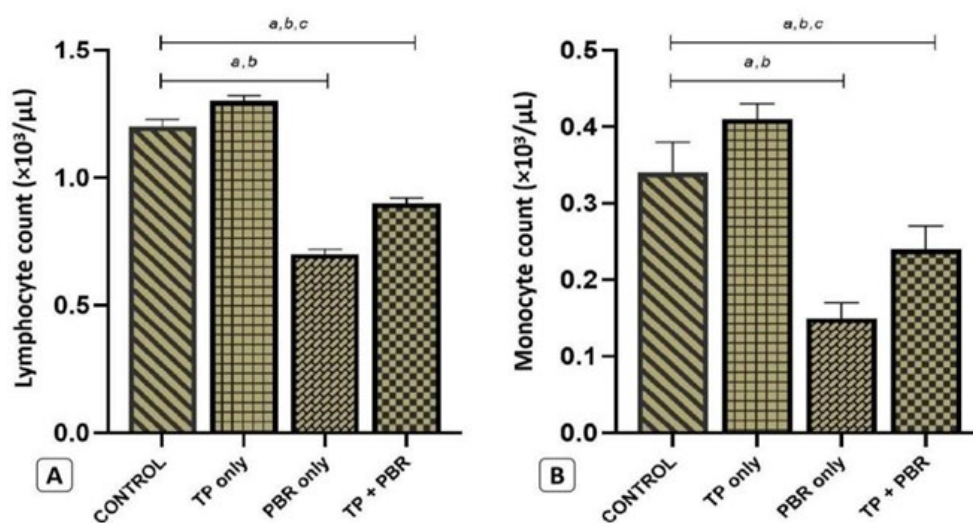 a,b,c
a,b
1.5
1.0
0.5
0.0
Lymphocyte count (×10³/µL)
CONTROL
TP only
PBR only
TP + PBR
A
a,b,c
a,b
0.5
0.4
0.3
0.2
0.1
0.0
Monocyte count (×10³/µL)
CONTROL
TP only
PBR only
TP + PBR
B